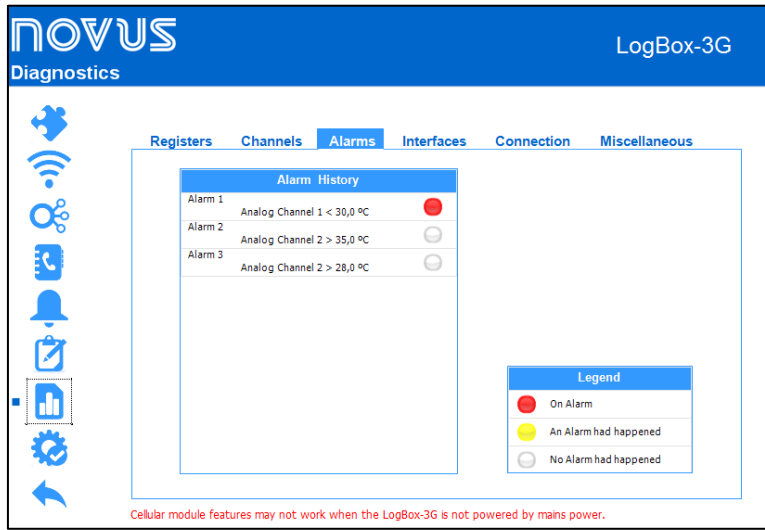 novus
LogBox-3G
Diagnostics
Registers Channels Alarms Interfaces Connection Miscellaneous
Alarm History
Alarm 1
Analog Channel 1 < 30,0 ºC
Alarm 2
Analog Channel 2 > 35,0 ºC
Alarm 3
Analog Channel 2 > 28,0 ºC
Legend
On Alarm
An Alarm had happened
No Alarm had happened
Cellular module features may not work when the LogBox-3G is not powered by mains power.